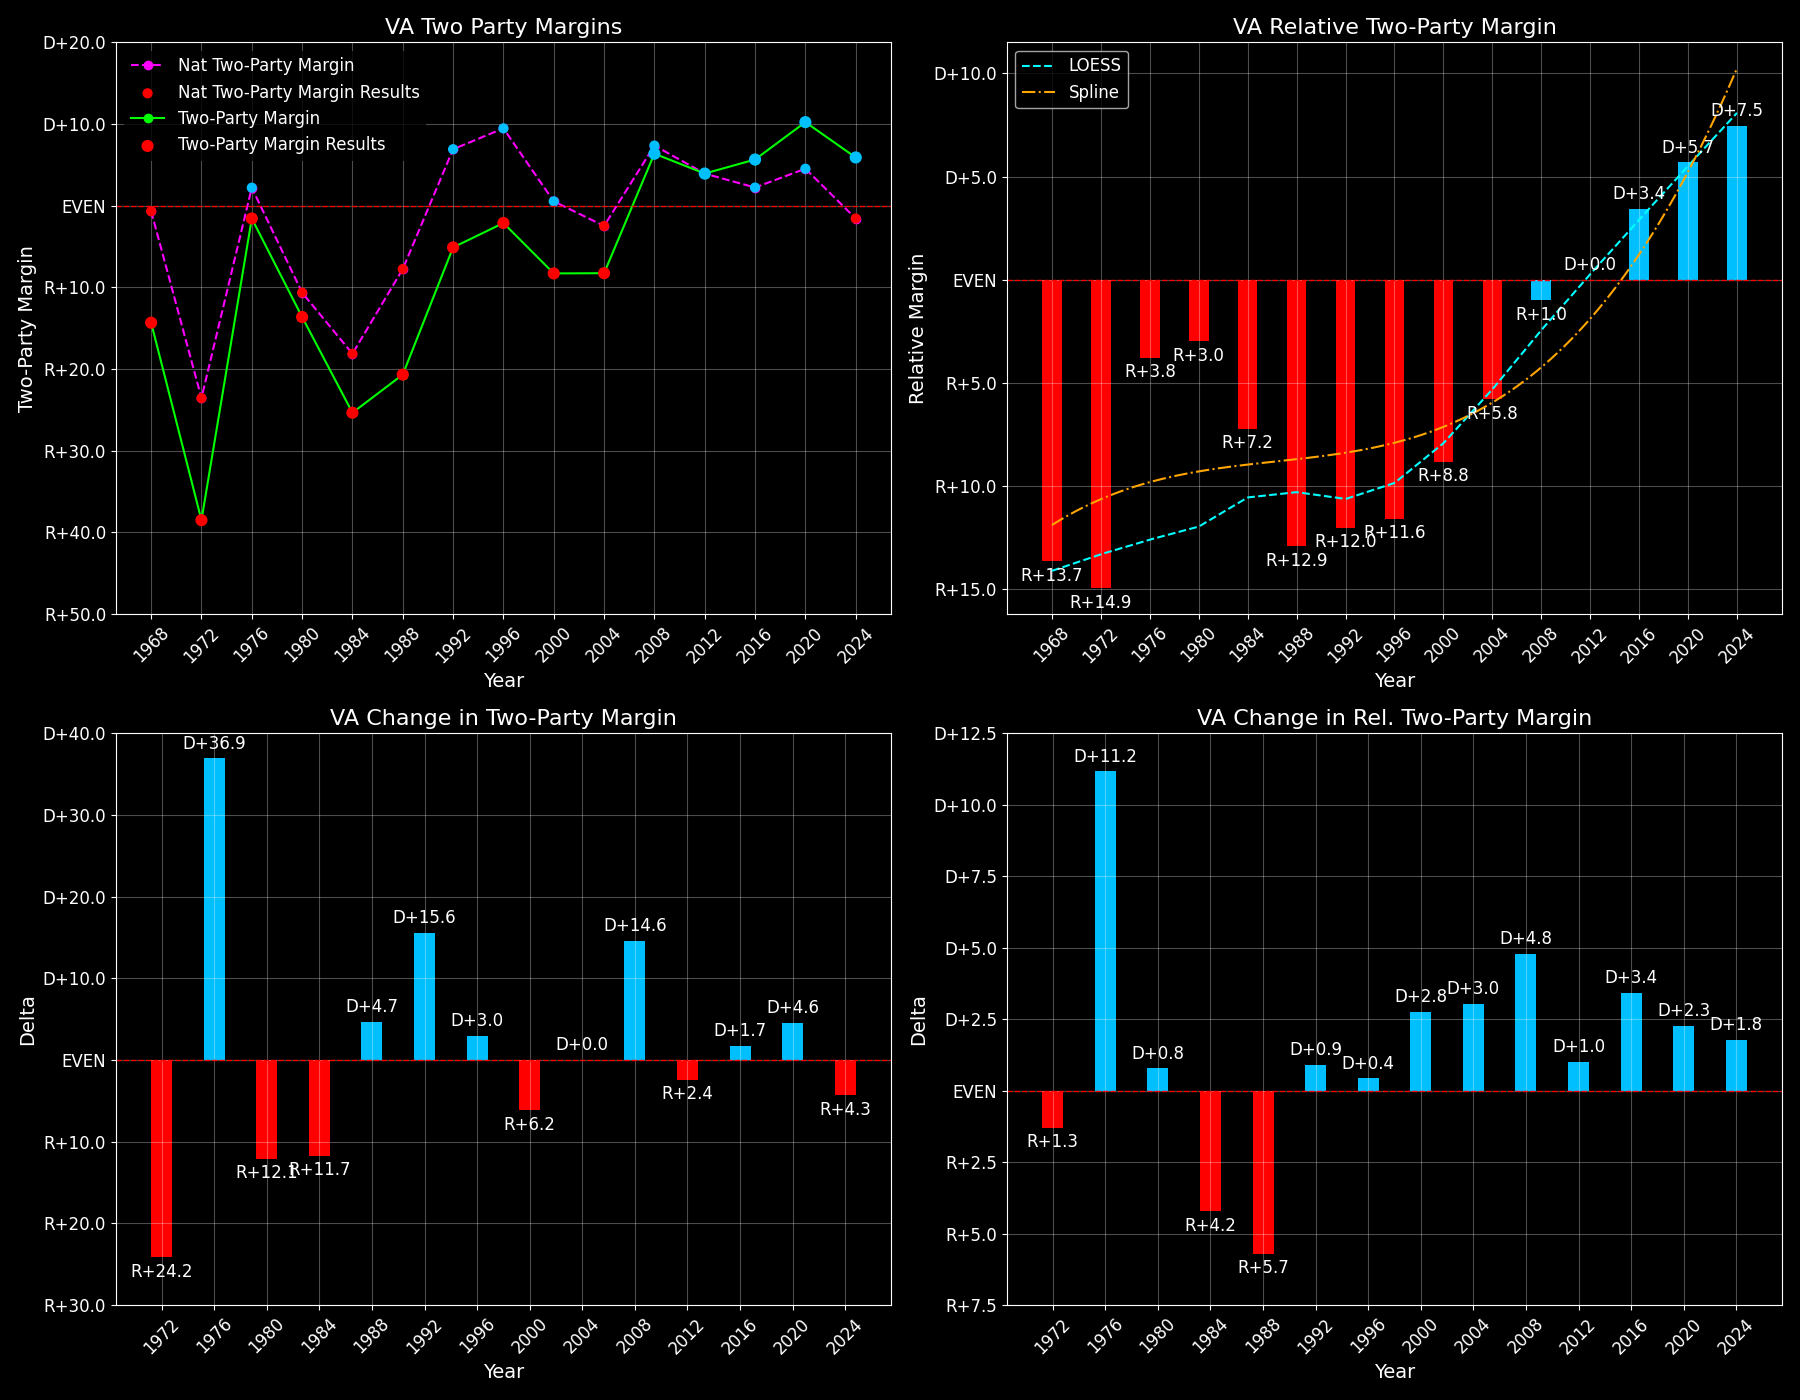 VA Two Party Margins
D+20.0
D+10.0
EVEN
R+10.0
R+20.0
R+30.0
R+40.0
R+50.0
Two-Party Margin
Nat Two-Party Margin
Nat Two-Party Margin Results
Two-Party Margin
Two-Party Margin Results
1968 1972 1976 1980 1984 1988 1992 1996 2000 2004 2008 2012 2016 2020 2024
Year
VA Relative Two-Party Margin
D+10.0
D+5.0
EVEN
R+5.0
R+10.0
R+15.0
Relative Margin
LOESS
Spline
R+13.7
R+14.9
R+3.8
R+3.0
R+7.2
R+12.9
R+12.0
R+11.6
R+8.8
R+5.8
R+1.0
D+0.0
D+3.4
D+5.7
D+7.5
1968 1972 1976 1980 1984 1988 1992 1996 2000 2004 2008 2012 2016 2020 2024
Year
VA Change in Two-Party Margin
D+40.0
D+30.0
D+20.0
D+10.0
EVEN
R+10.0
R+20.0
R+30.0
Delta
R+24.2
D+36.9
R+12.1
R+11.7
D+4.7
D+15.6
D+3.0
R+6.2
D+0.0
D+14.6
R+2.4
D+1.7
D+4.6
R+4.3
1972 1976 1980 1984 1988 1992 1996 2000 2004 2008 2012 2016 2020 2024
Year
VA Change in Rel. Two-Party Margin
D+12.5
D+10.0
D+7.5
D+5.0
D+2.5
EVEN
R+2.5
R+5.0
R+7.5
Delta
R+1.3
D+11.2
D+0.8
R+4.2
R+5.7
D+0.9
D+0.4
D+2.8
D+3.0
D+4.8
D+1.0
D+3.4
D+2.3
D+1.8
1972 1976 1980 1984 1988 1992 1996 2000 2004 2008 2012 2016 2020 2024
Year